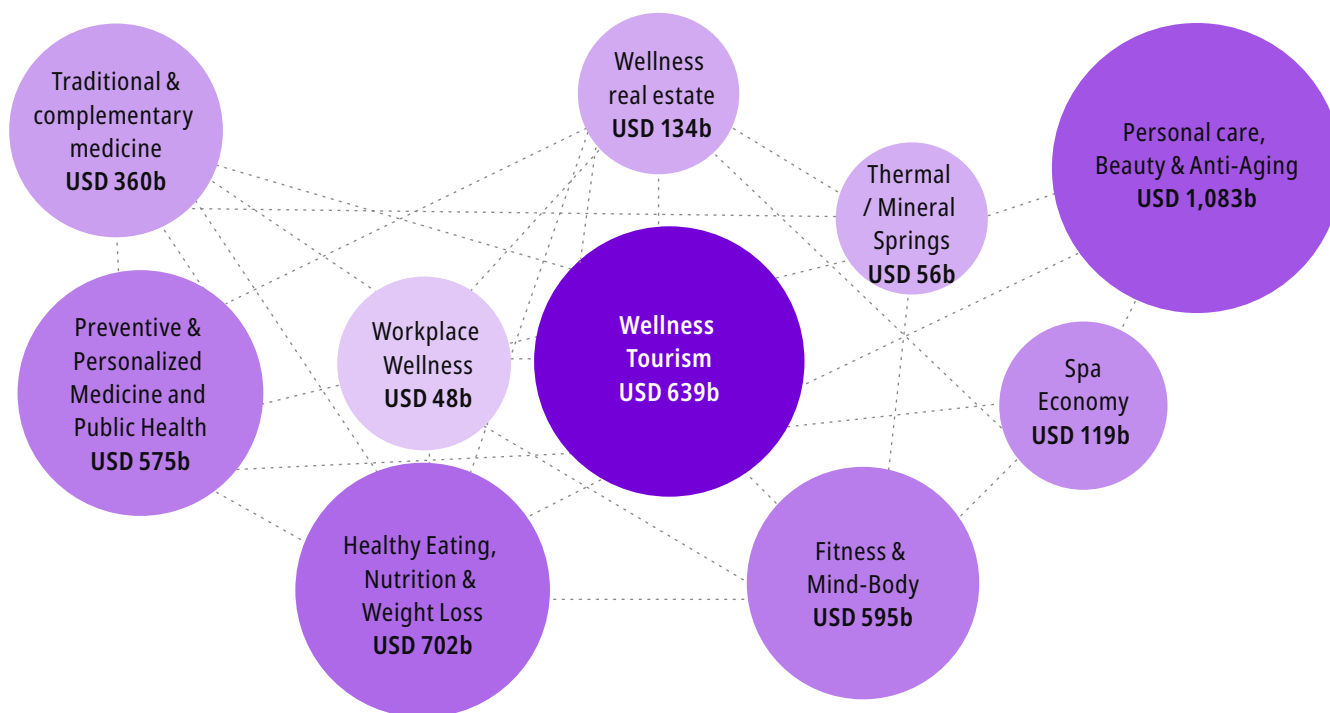 Traditional &
complementary
medicine
USD 360b
Wellness
real estate
USD 134b
Thermal
/ Mineral
Springs
USD 56b
Personal care,
Beauty & Anti-Aging
USD 1,083b
Preventive &
Personalized
Medicine and
Public Health
USD 575b
Workplace
Wellness
USD 48b
Wellness
Tourism
USD 639b
Spa
Economy
USD 119b
Healthy Eating,
Nutrition &
Weight Loss
USD 702b
Fitness &
Mind-Body
USD 595b